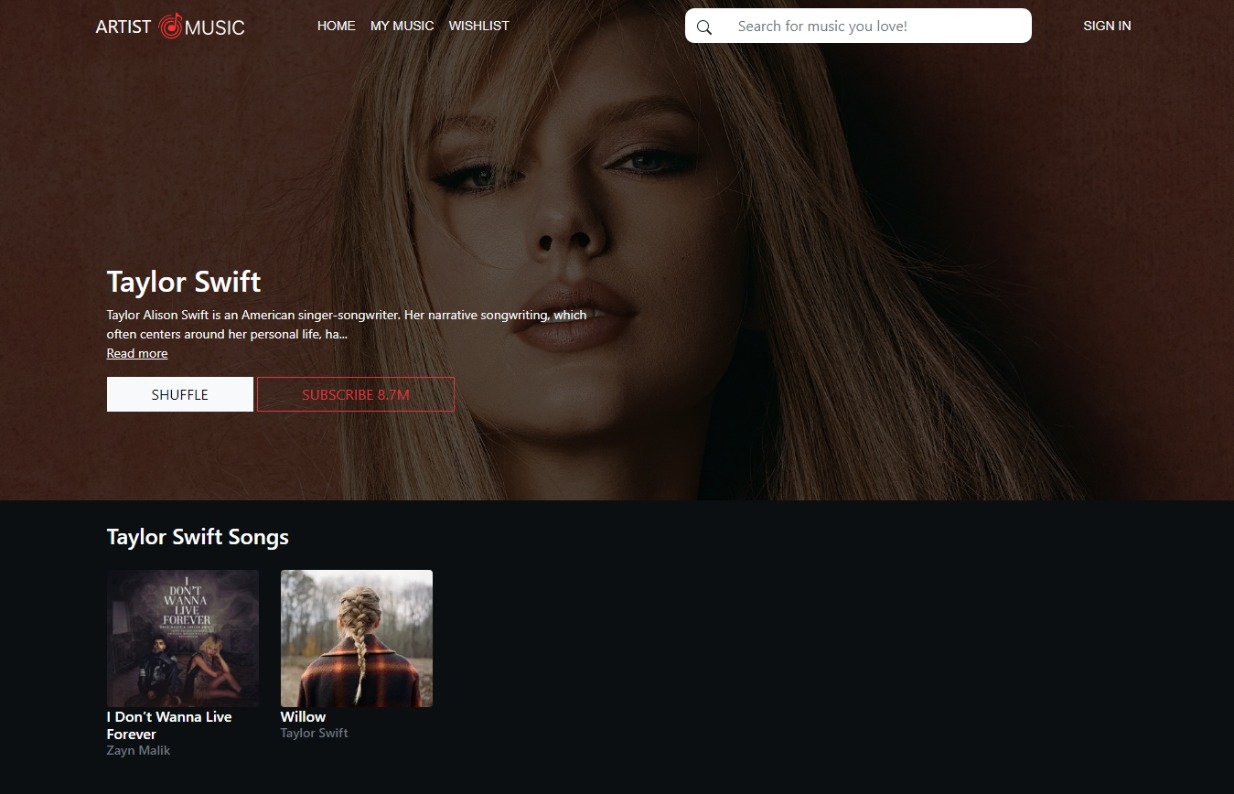 ARTIST MUSIC
HOME MY MUSIC WISHLIST
Search for music you love!
SIGN IN
Taylor Swift
Taylor Alison Swift is an American singer-songwriter. Her narrative songwriting, which
often centers around her personal life, ha...
Read more
SHUFFLE
SUBSCRIBE 8.7M
Taylor Swift Songs
I
DON'T
WANNA
LIVE
FOREVER
I Don't Wanna Live
Forever
Zayn Malik
Willow
Taylor Swift